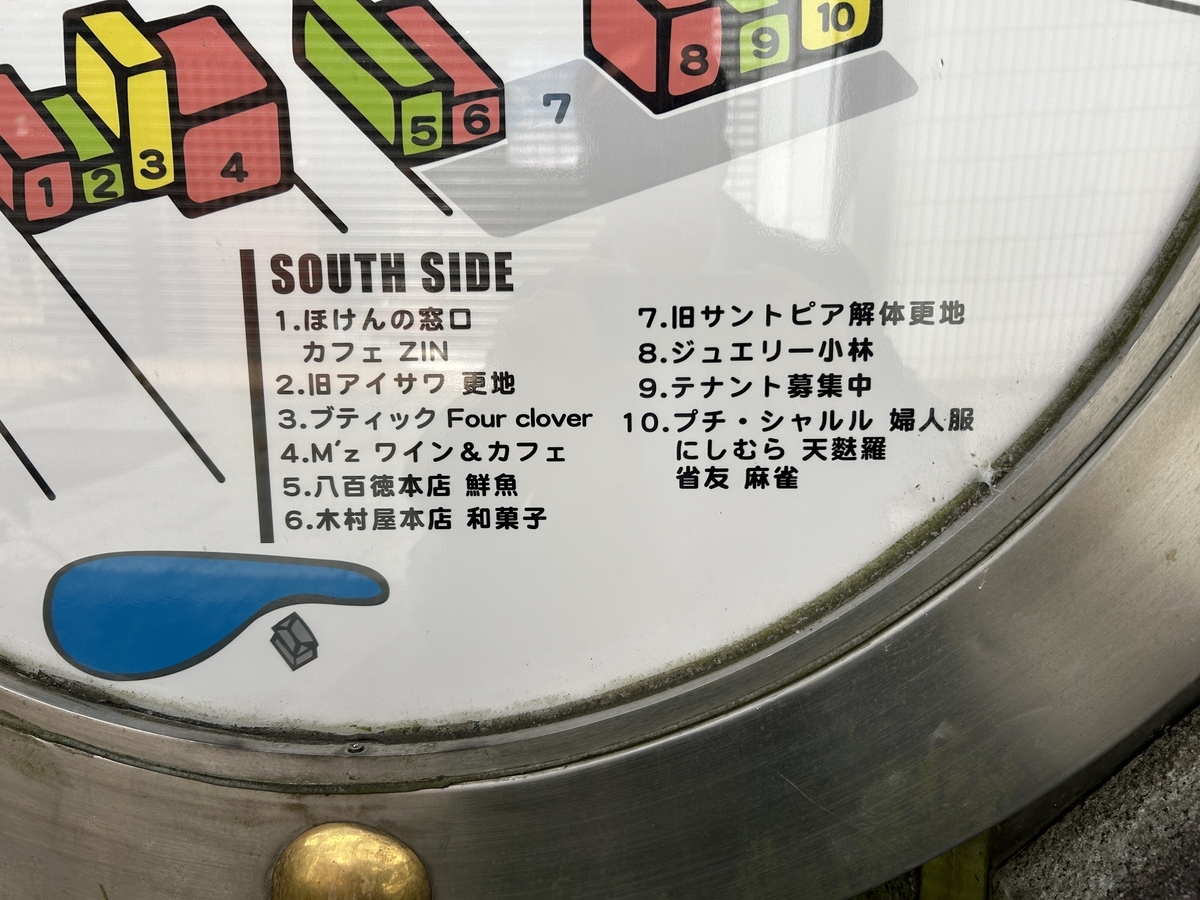 10
9
8
7
6
5
4
3
2
1
SOUTH SIDE
1.ほけんの窓口
カフェ ZIN
2.旧アイサワ 更地
3.ブティック Four clover
4.M'z ワイン&カフェ
5.八百徳本店 鮮魚
6.木村屋本店 和菓子
7.旧サントピア解体更地
8.ジュエリー小林
9.テナント募集中
10.プチ・シャルル 婦人服
にしむら 天麩羅
省友 麻雀